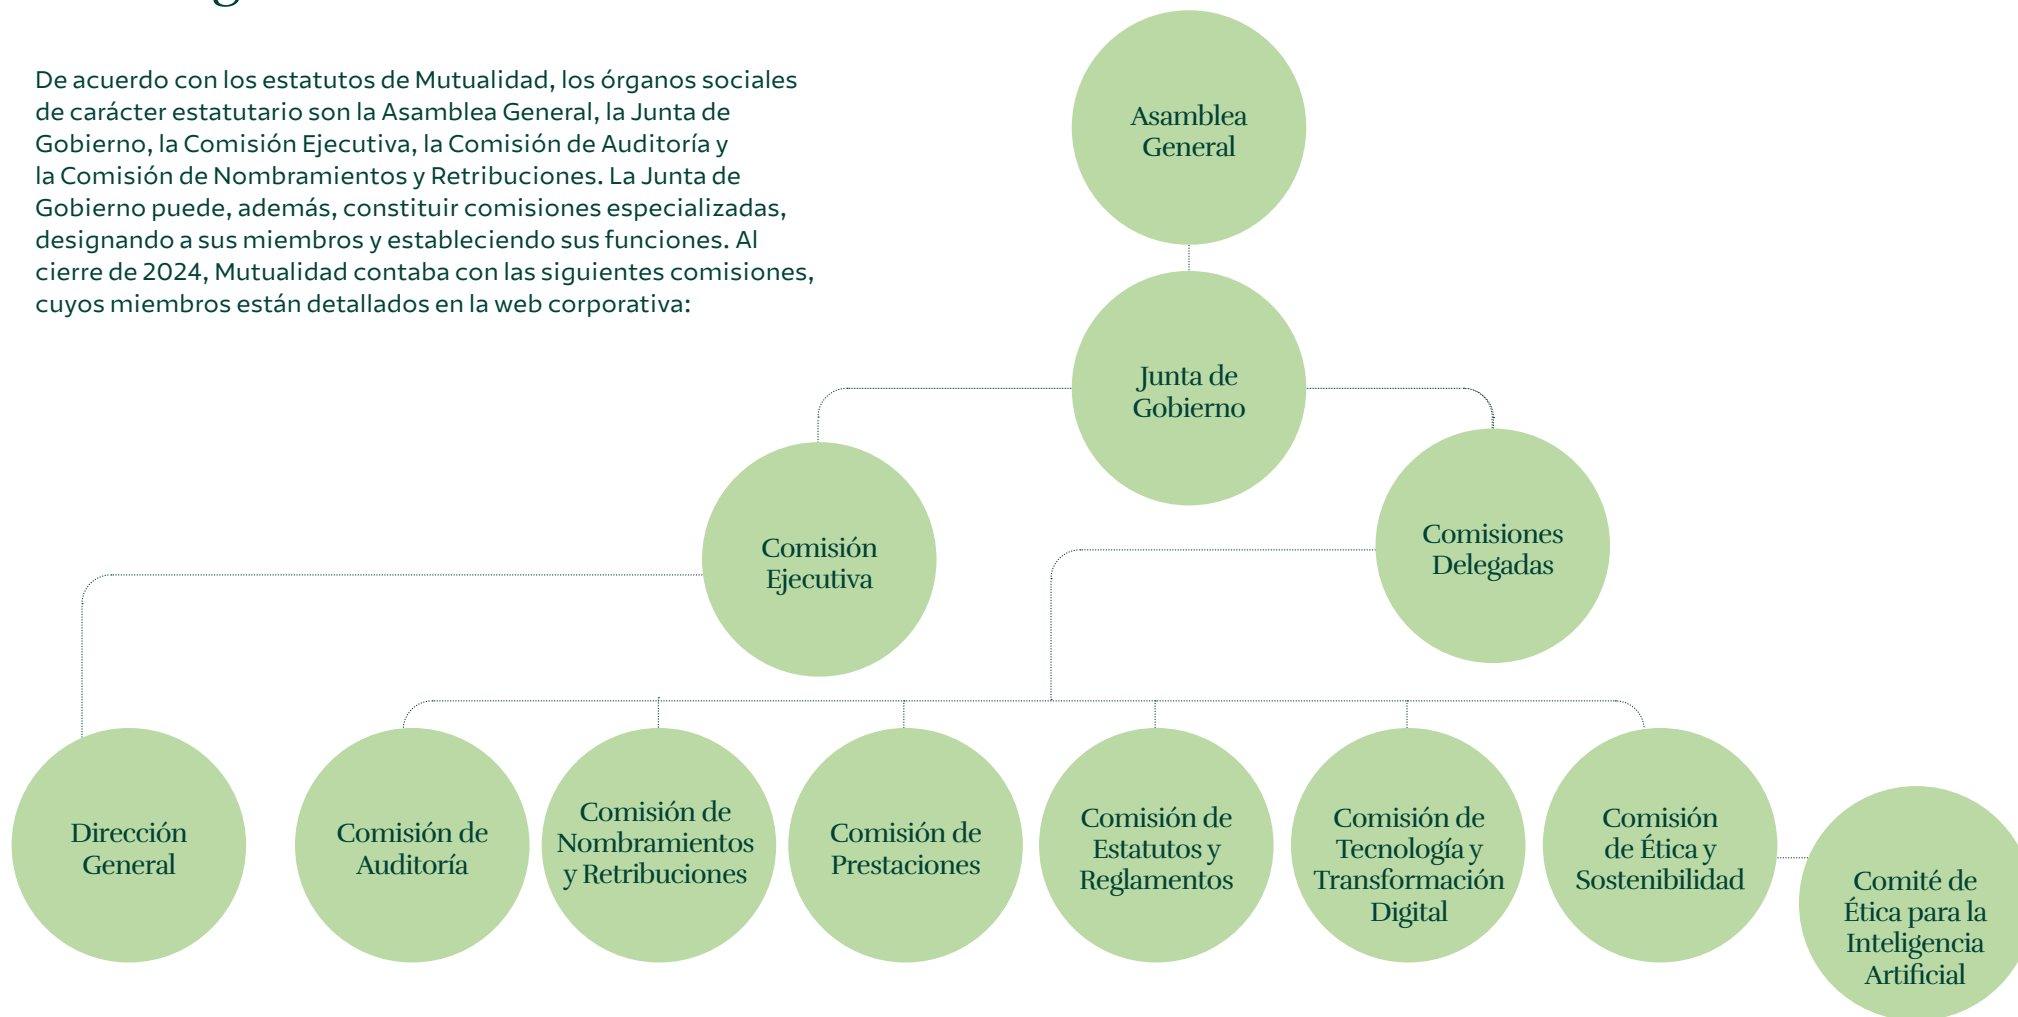 De acuerdo con los estatutos de Mutualidad, los órganos sociales
de carácter estatutario son la Asamblea General, la Junta de
Gobierno, la Comisión Ejecutiva, la Comisión de Auditoría y
la Comisión de Nombramientos y Retribuciones. La Junta de
Gobierno puede, además, constituir comisiones especializadas,
designando a sus miembros y estableciendo sus funciones. Al
cierre de 2024, Mutualidad contaba con las siguientes comisiones,
cuyos miembros están detallados en la web corporativa:
Asamblea
General
Junta de
Gobierno
Comisión
Ejecutiva
Comisiones
Delegadas
Dirección
General
Comisión de
Auditoría
Comisión de
Nombramientos
y Retribuciones
Comisión de
Prestaciones
Comisión de
Estatutos y
Reglamentos
Comisión de
Tecnología y
Transformación
Digital
Comisión
de Ética y
Sostenibilidad
Comité de
Ética para la
Inteligencia
Artificial